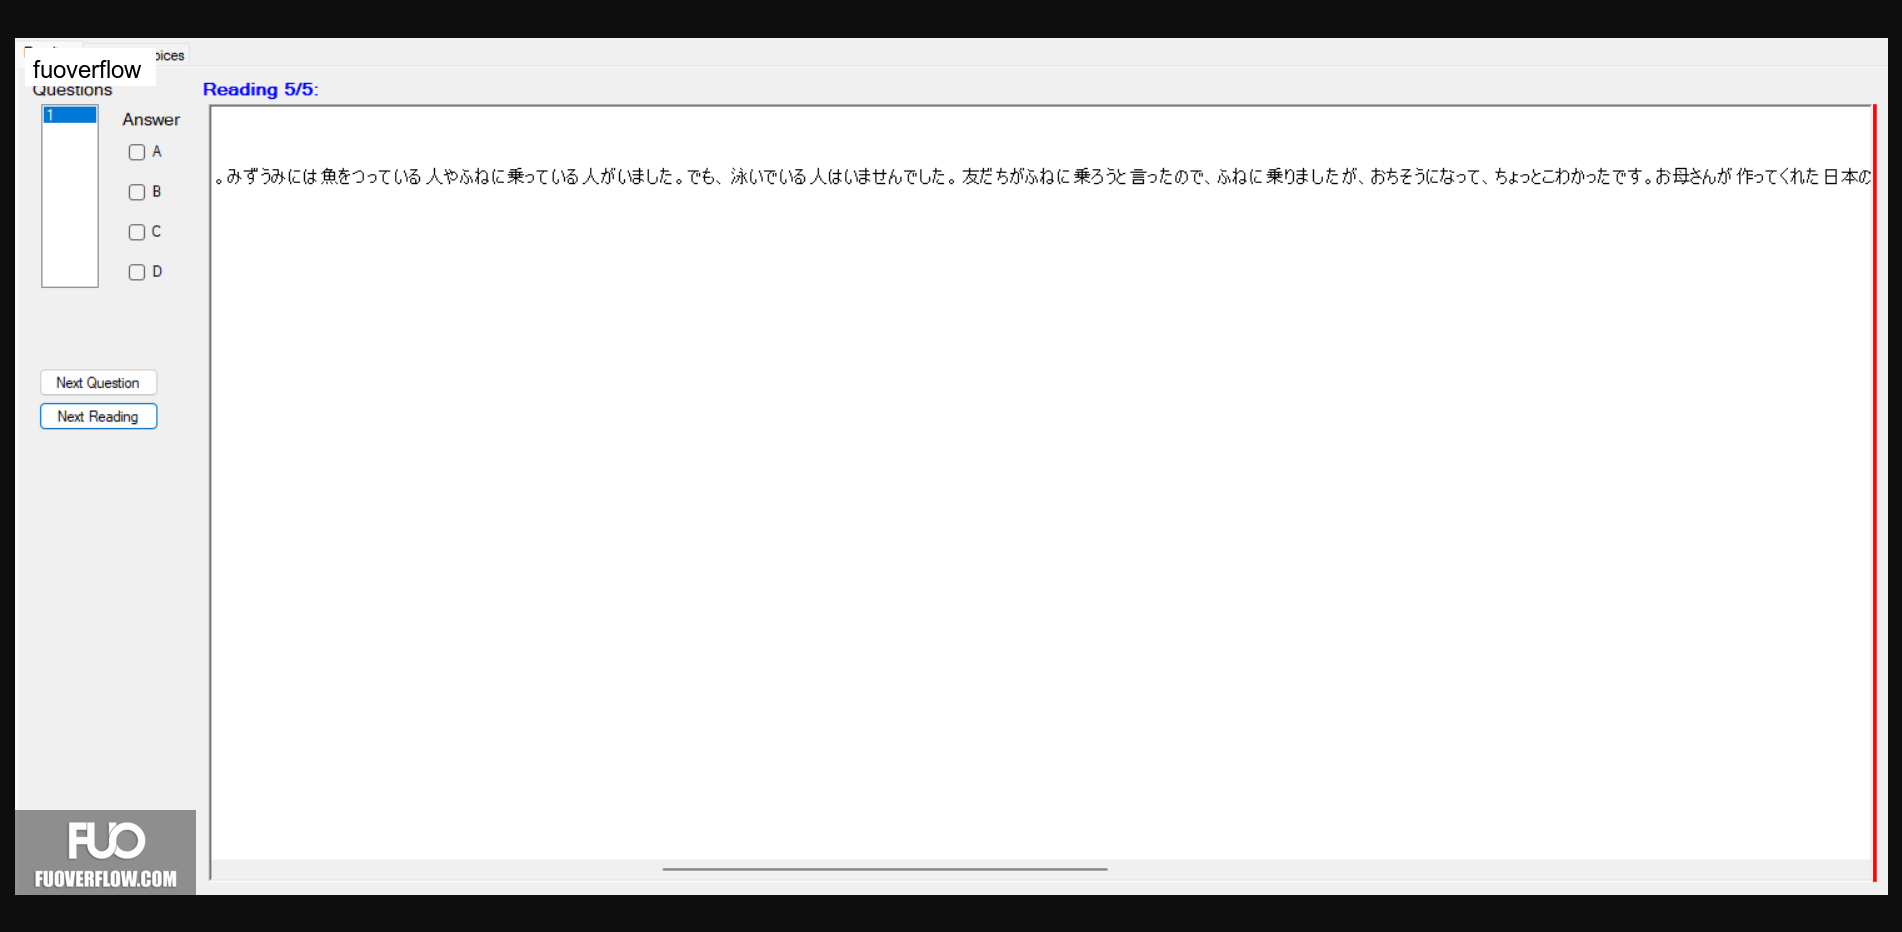 oices
fuoverflow
Questions
Reading 5/5:
1
Answer
A
B
C
D
。みずうみには魚をつっている人やふねに乗っている人がいました。でも、泳いでいる人はいませんでした。友だちがふねに乗ろうと言ったので、ふねに乗りましたが、おちそうになって、ちょっとこわかったです。お母さんが作ってくれた日本の
Next Question
Next Reading
FUO
FUOVERFLOW.COM